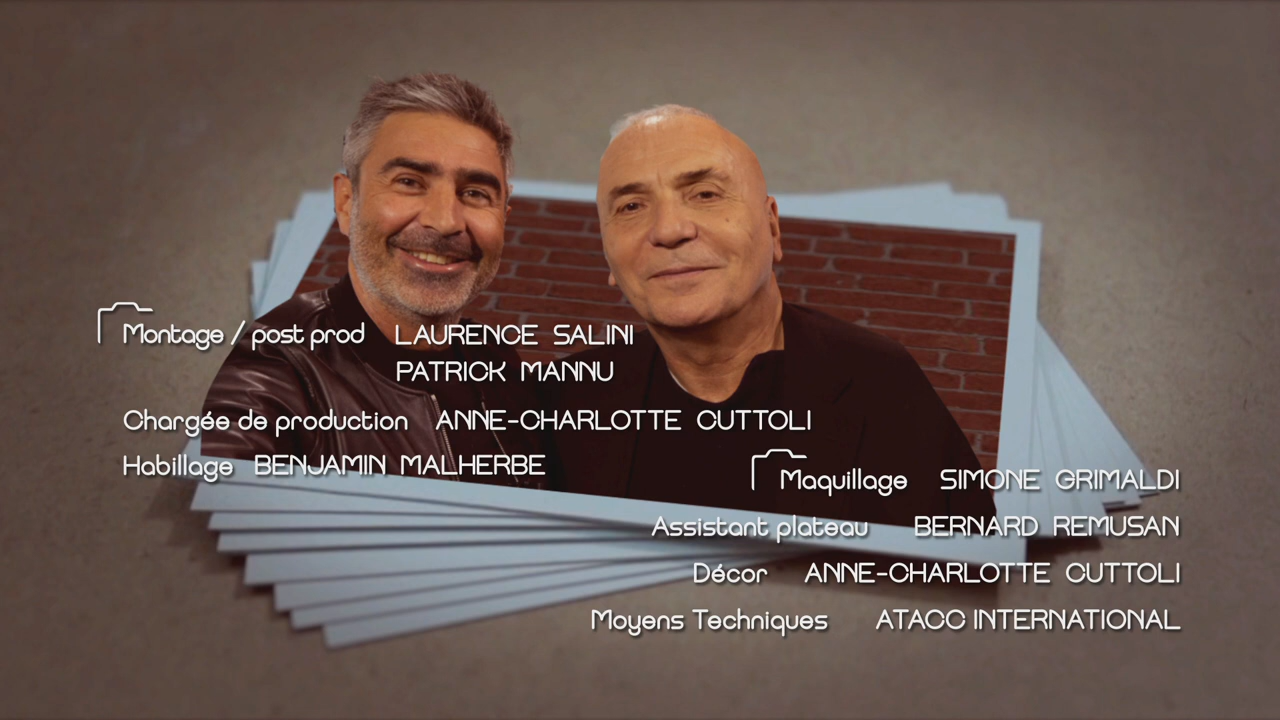 Montage / post prod LAURENCE SALINI
PATRICK MANNU
Chargée de production ANNE-CHARLOTTE CUTTOLI
Habillage BENJAMIN MALHERBE
Maquillage SIMONE GRIMALDI
Assistant plateau BERNARD REMUSAN
Décor ANNE-CHARLOTTE CUTTOLI
Moyens Techniques ATACC INTERNATIONAL